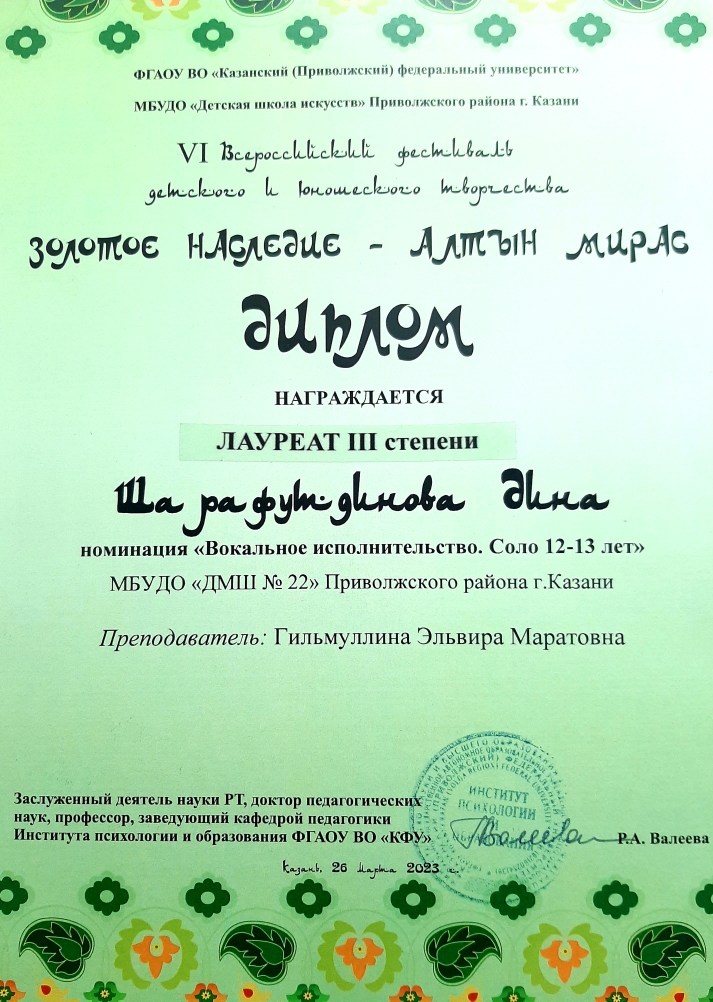 ФГАОУ ВО «Казанский (Приволжский) федеральный университет»
МБУДО «Детская школа искусств» Приволжского района г. Казани
VI Всероссийский фестиваль
детского и юношеского творчества
ЗОЛОТОЕ НАСЛЕДИЕ - АЛТЫН МИРАС
ДИПЛОМ
НАГРАЖДАЕТСЯ
ЛАУРЕАТ III степени
Шарафутдинова Дина
номинация «Вокальное исполнительство. Соло 12-13 лет»
МБУДО «ДМШ № 22» Приволжского района г.Казани
Преподаватель: Гильмуллина Эльвира Маратовна
Заслуженный деятель науки РТ, доктор педагогических
наук, профессор, заведующий кафедрой педагогики
Института психологии и образования ФГАОУ ВО «КФУ»
ИНСТИТУТ
ПСИХОЛОГИИ
Р.А. Валеева
Казань, 26 марта 2023 г.